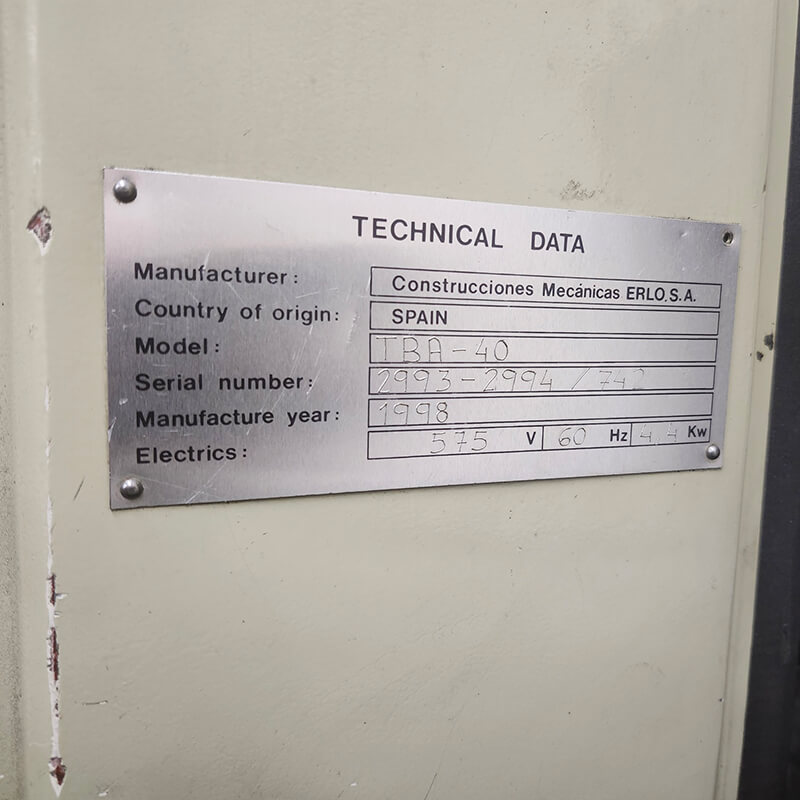 TECHNICAL DATA
Manufacturer: Construcciones Mecánicas ERLO, S.A.
Country of origin: SPAIN
Model: TBA-40
Serial number: 2993-2994 / 742
Manufacture year: 1998
Electrics: 575 V 60 Hz 4.4 Kw